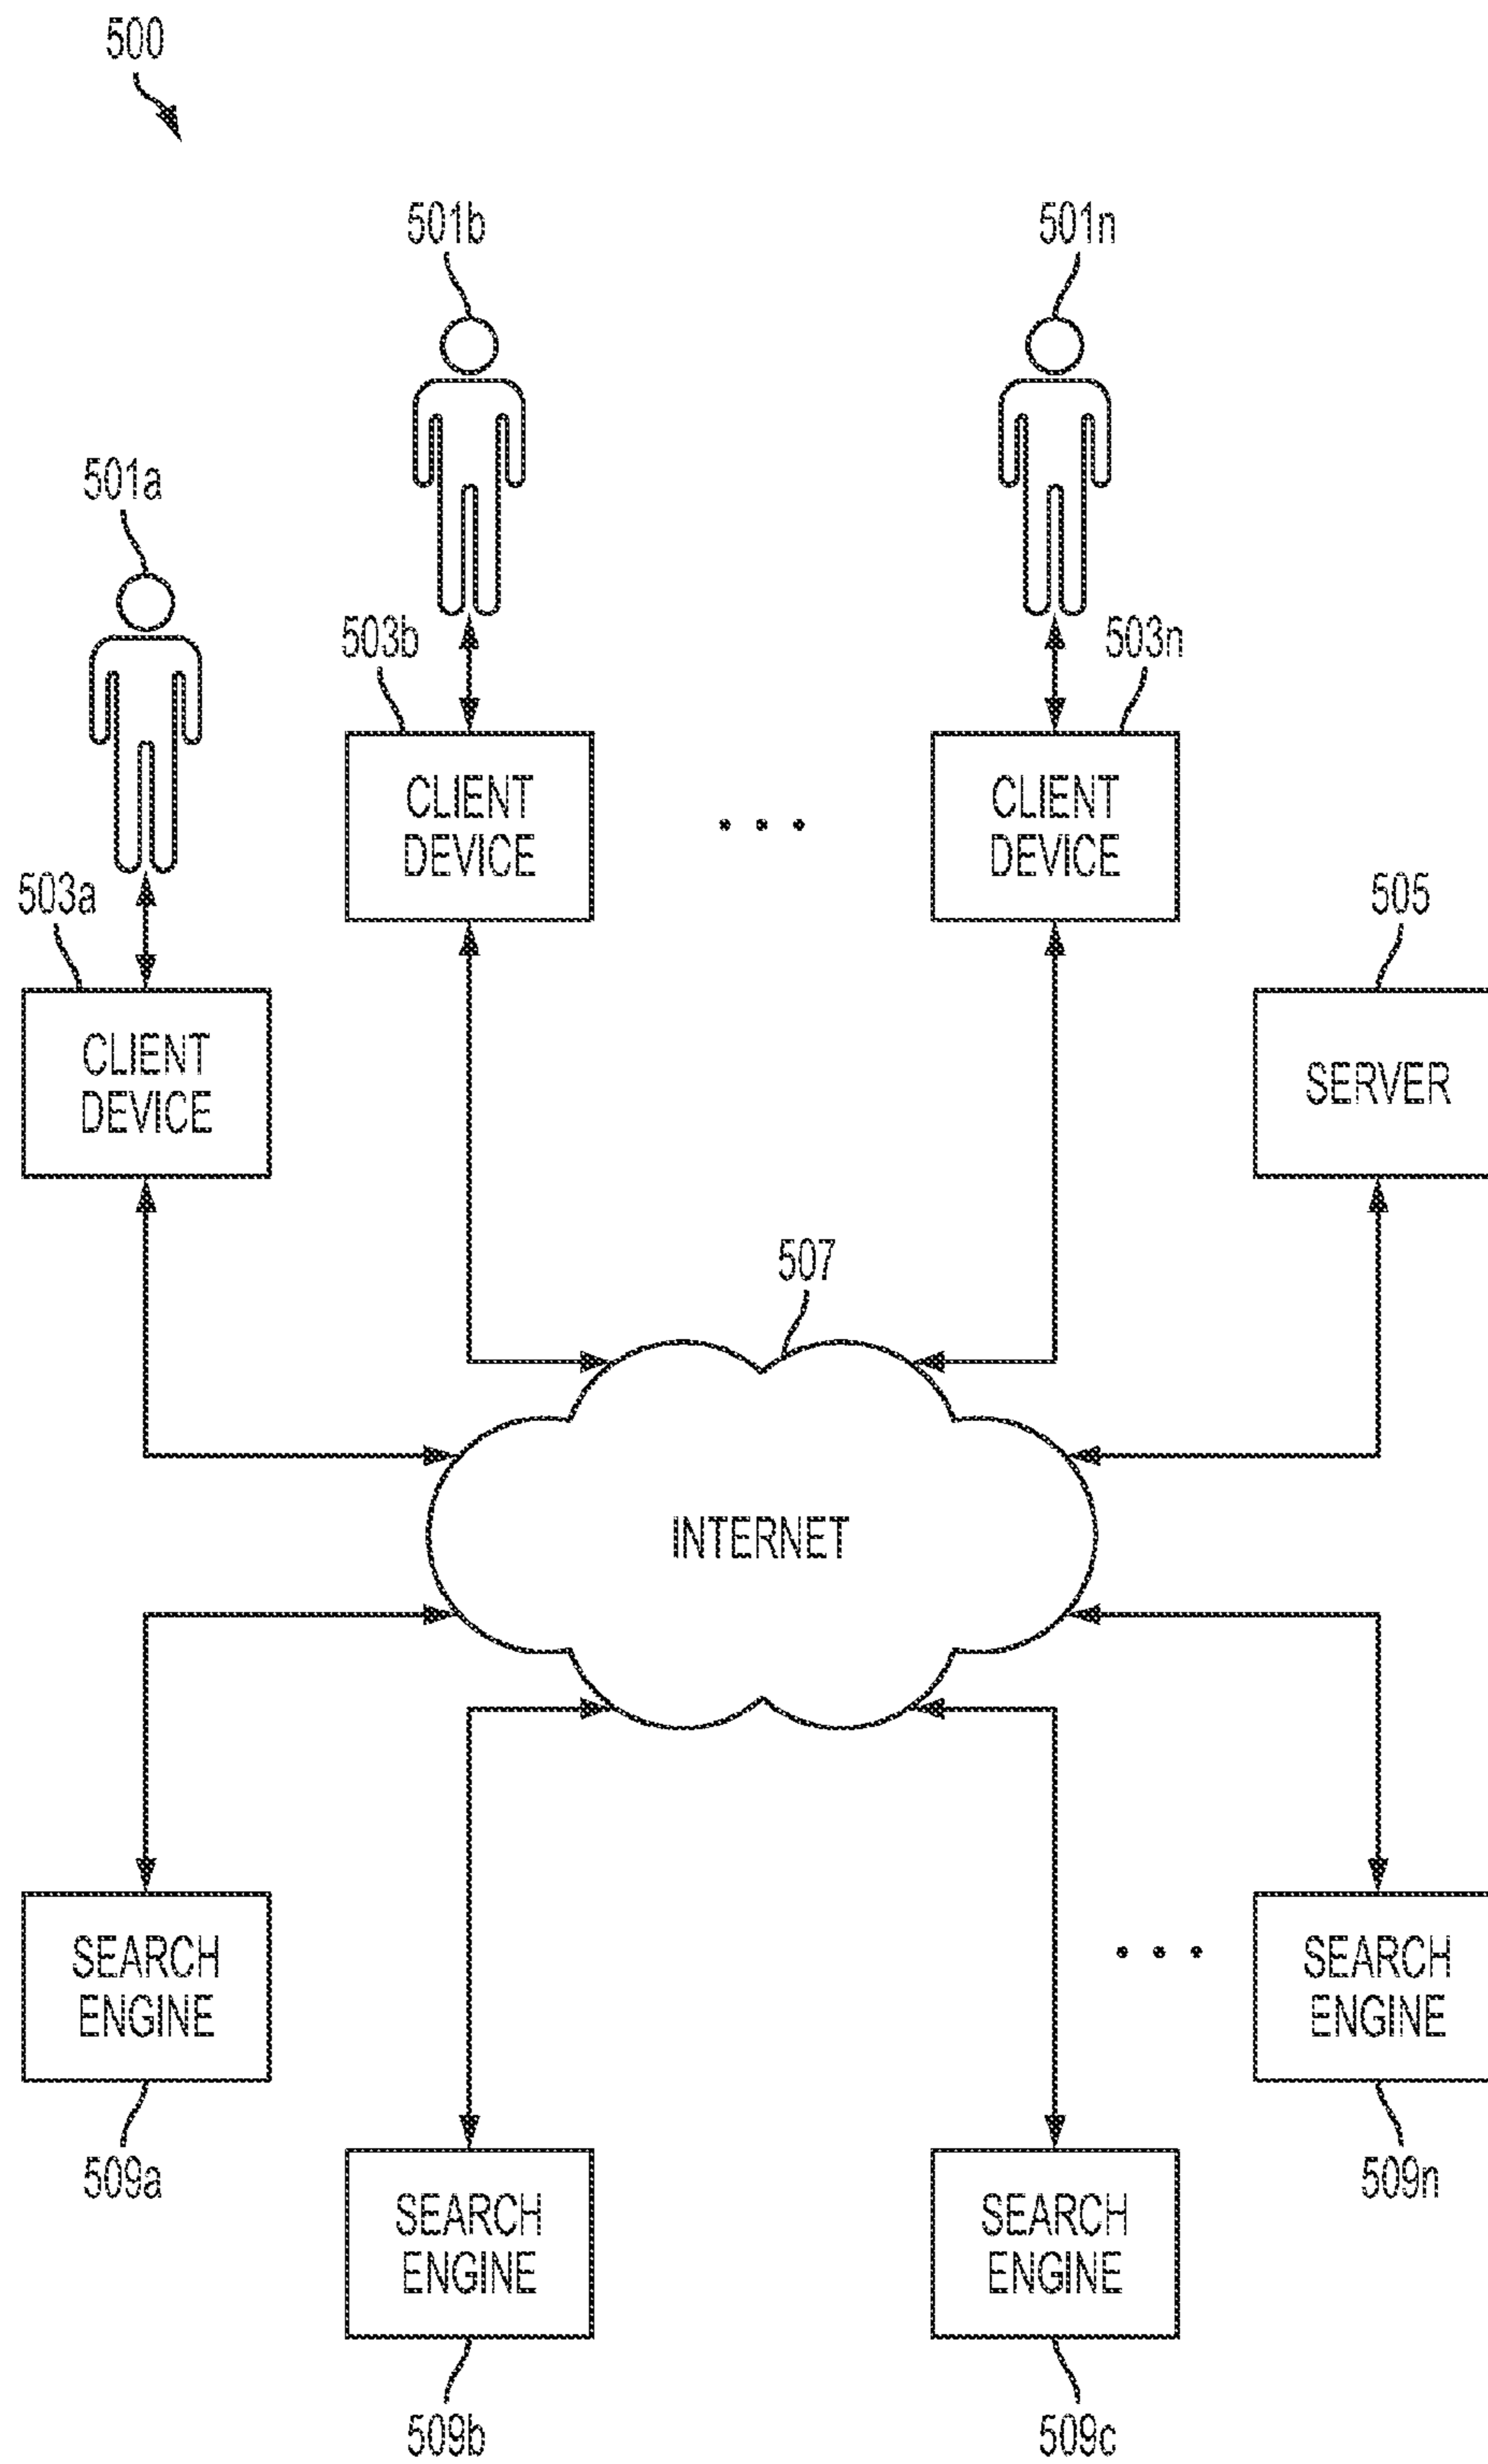 500
501b
501n
501a
503b
503n
CLIENT
DEVICE
CLIENT
DEVICE
503a
505
CLIENT
DEVICE
SERVER
507
INTERNET
SEARCH
ENGINE
SEARCH
ENGINE
509a
509n
SEARCH
ENGINE
SEARCH
ENGINE
509b
509c